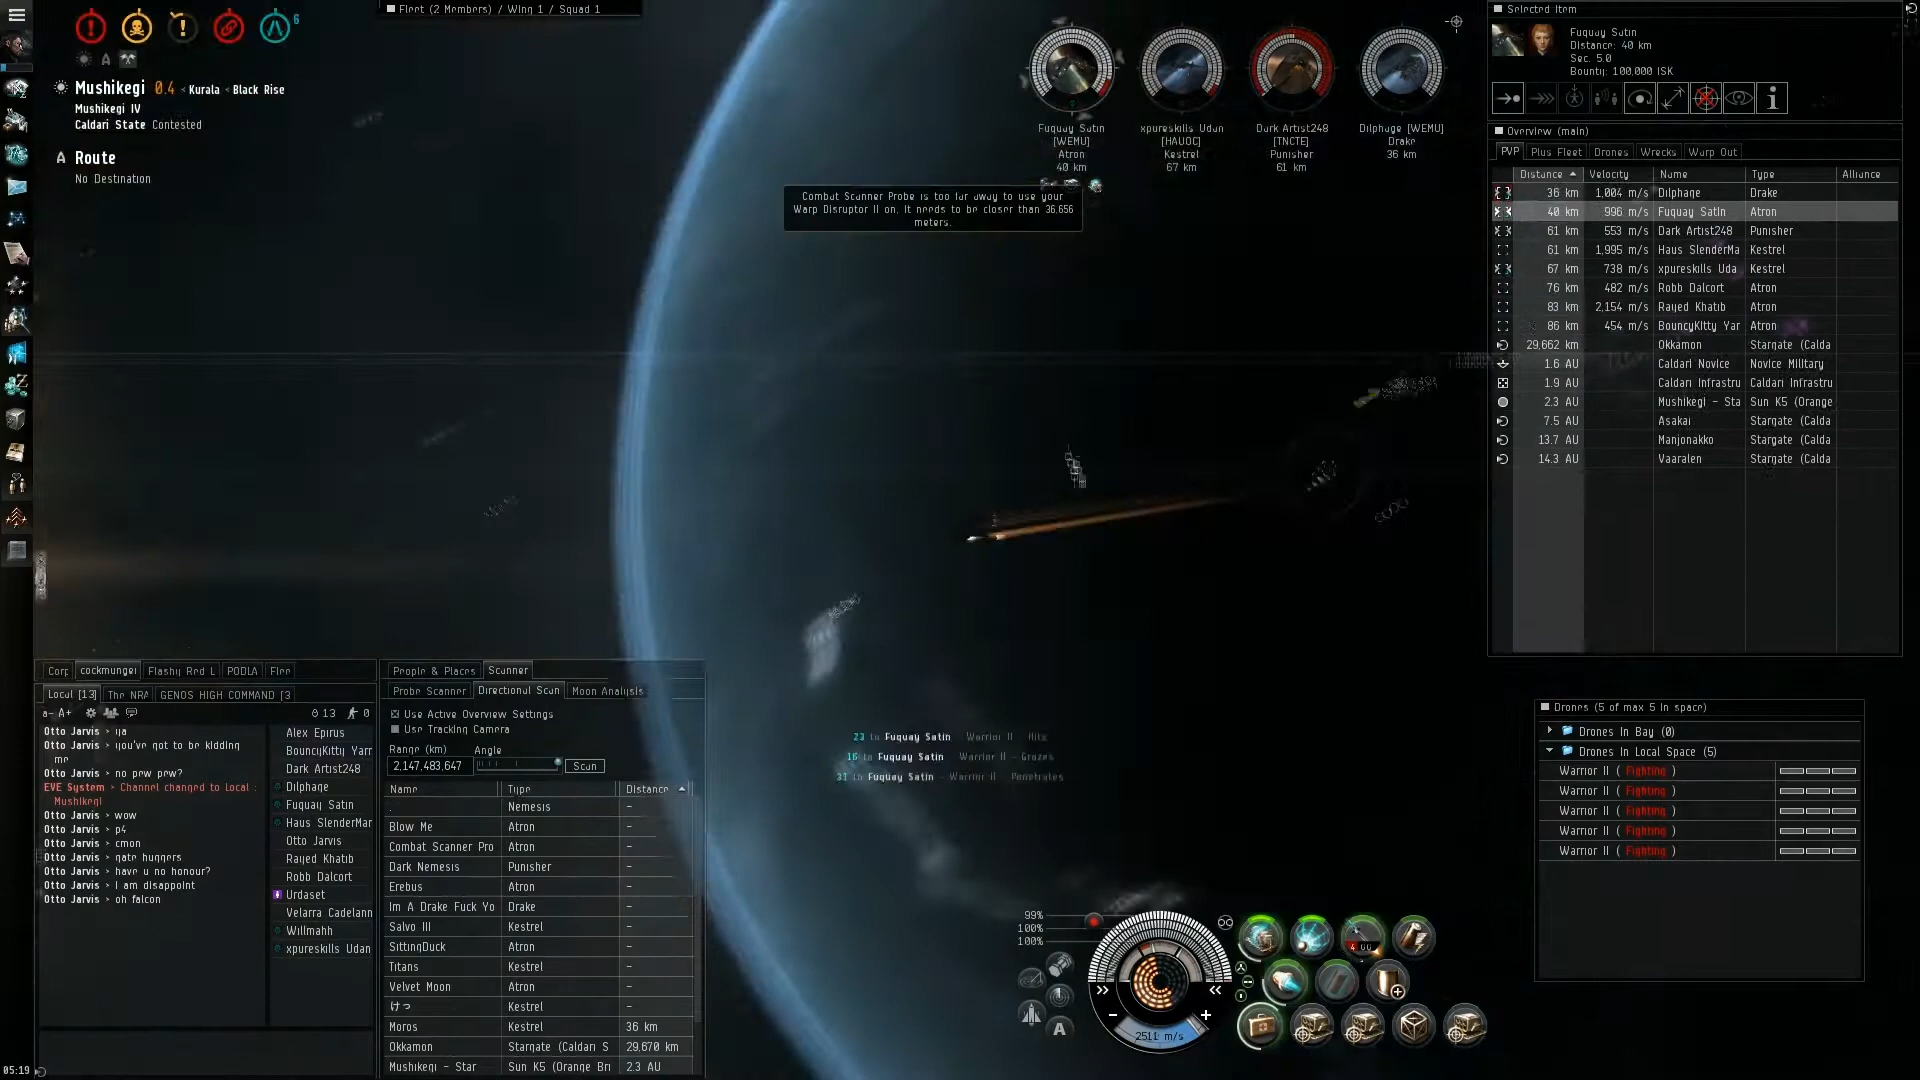 Fleet (2 Members) / Wing 1 / Squad 1
6
Mushikegi 0.4 < Kurala < Black Rise
Mushikegi IV
Caldari State Contested
Route
No Destination
Fuquay Satin
[WEMU]
Atron
40 km
xpureskills Udan
[HAUOC]
Kestrel
67 km
Dark Artist248
[TNCTE]
Punisher
61 km
Dilphage [WEMU]
Drake
36 km
Combat Scanner Probe is too far away to use your
Warp Disruptor II on, it needs to be closer than 36,656
meters.
Selected Item
Fuquay Satin
Distance: 40 km
Sec. 5.0
Bounty: 100,000 ISK
Overview (main)
PVP Plus Fleet Drones Wrecks Warp Out
Distance Velocity Name Type Alliance
36 km 1,004 m/s Dilphage Drake
40 km 996 m/s Fuquay Satin Atron
61 km 553 m/s Dark Artist248 Punisher
61 km 1,995 m/s Haus SlenderMa Kestrel
67 km 738 m/s xpureskills Uda Kestrel
76 km 482 m/s Robb Dalcort Atron
83 km 2,154 m/s Rayed Khatib Atron
86 km 454 m/s BouncyKitty Yar Atron
29,662 km Okkamon Stargate (Calda
1.6 AU Caldari Novice Novice Military
1.9 AU Caldari Infrastru Caldari Infrastru
2.3 AU Mushikegi - Sta Sun K5 (Orange
7.5 AU Asakai Stargate (Calda
13.7 AU Manjonakko Stargate (Calda
14.3 AU Vaaralen Stargate (Calda
Corp cockmunger Flashy Red L PODLA Flee
Local [13] The NRA GENOS HIGH COMMAND [3
a- A+ 13 0
Otto Jarvis > ya
Otto Jarvis > you've got to be kidding
me
Otto Jarvis > no pew pew?
EVE System > Channel changed to Local :
Mushikegi
Otto Jarvis > wow
Otto Jarvis > p4
Otto Jarvis > cmon
Otto Jarvis > gate huggers
Otto Jarvis > have u no honour?
Otto Jarvis > I am disappoint
Otto Jarvis > oh falcon
Alex Epirus
BouncyKitty Yarr
Dark Artist248
Dilphage
Fuquay Satin
Haus SlenderMar
Otto Jarvis
Rayed Khatib
Robb Dalcort
Urdaset
Velarra Cadelann
Willmahh
xpureskills Udan
05:19
People & Places Scanner
Probe Scanner Directional Scan Moon Analysis
Use Active Overview Settings
Use Tracking Camera
Range (km) Angle
2,147,483,647 Scan
Name Type Distance
. Nemesis -
Blow Me Atron -
Combat Scanner Pro Atron -
Dark Nemesis Punisher -
Erebus Atron -
Im A Drake Fuck Yo Drake -
Salvo III Kestrel -
SittingDuck Atron -
Titans Kestrel -
Velvet Moon Atron -
けっ Kestrel -
Moros Kestrel 36 km
Okkamon Stargate (Caldari S 29,670 km
Mushikegi - Star Sun K5 (Orange Bri 2.3 AU
23 to Fuquay Satin - Warrior II - Hits
16 to Fuquay Satin - Warrior II - Grazes
31 to Fuquay Satin - Warrior II - Penetrates
99%
100%
100%
A
2511 m/s
Drones (5 of max 5 in space)
Drones In Bay (0)
Drones In Local Space (5)
Warrior II ( Fighting )
Warrior II ( Fighting )
Warrior II ( Fighting )
Warrior II ( Fighting )
Warrior II ( Fighting )